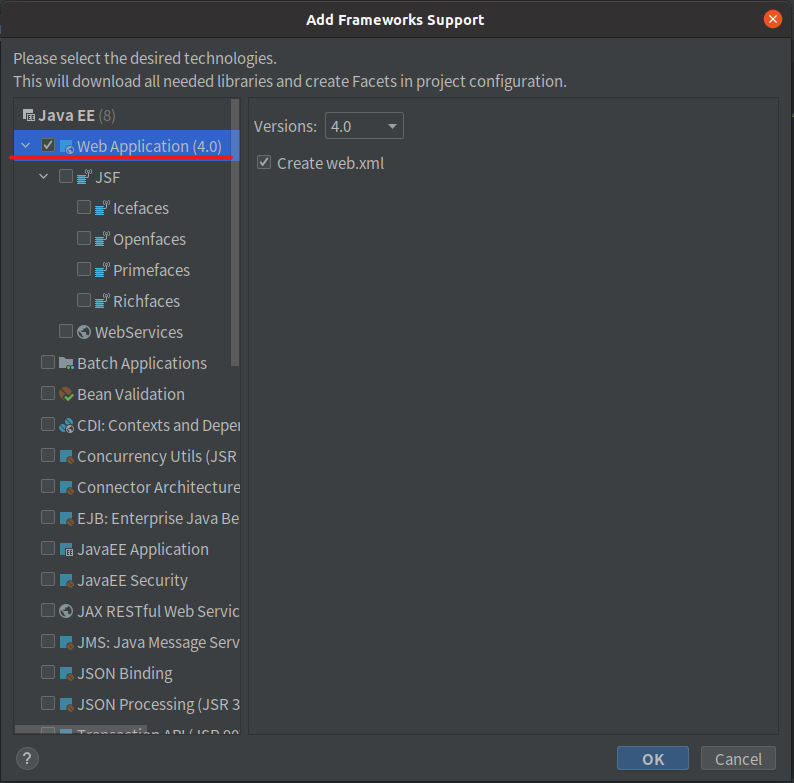 Add Frameworks Support
Please select the desired technologies.
This will download all needed libraries and create Facets in project configuration.
Java EE (8)
Web Application (4.0)
JSF
Icefaces
Openfaces
Primefaces
Richfaces
WebServices
Batch Applications
Bean Validation
CDI: Contexts and Deper
Concurrency Utils (JSR
Connector Architecture
EJB: Enterprise Java Be
JavaEE Application
JavaEE Security
JAX RESTful Web Servic
JMS: Java Message Serv
JSON Binding
JSON Processing (JSR 3
Transaction API (JSR 90
Versions: 4.0
Create web.xml
?
OK
Cancel